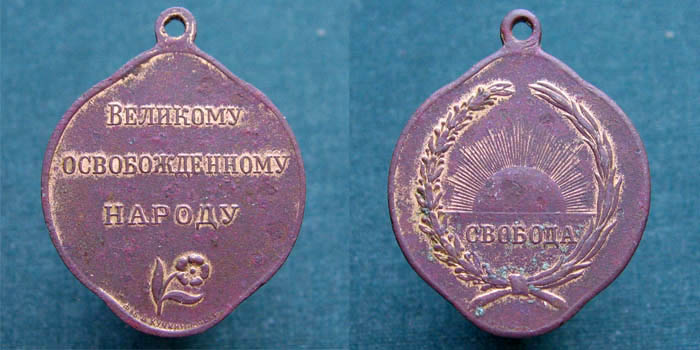 Великому
освобожденному
народу
свобода